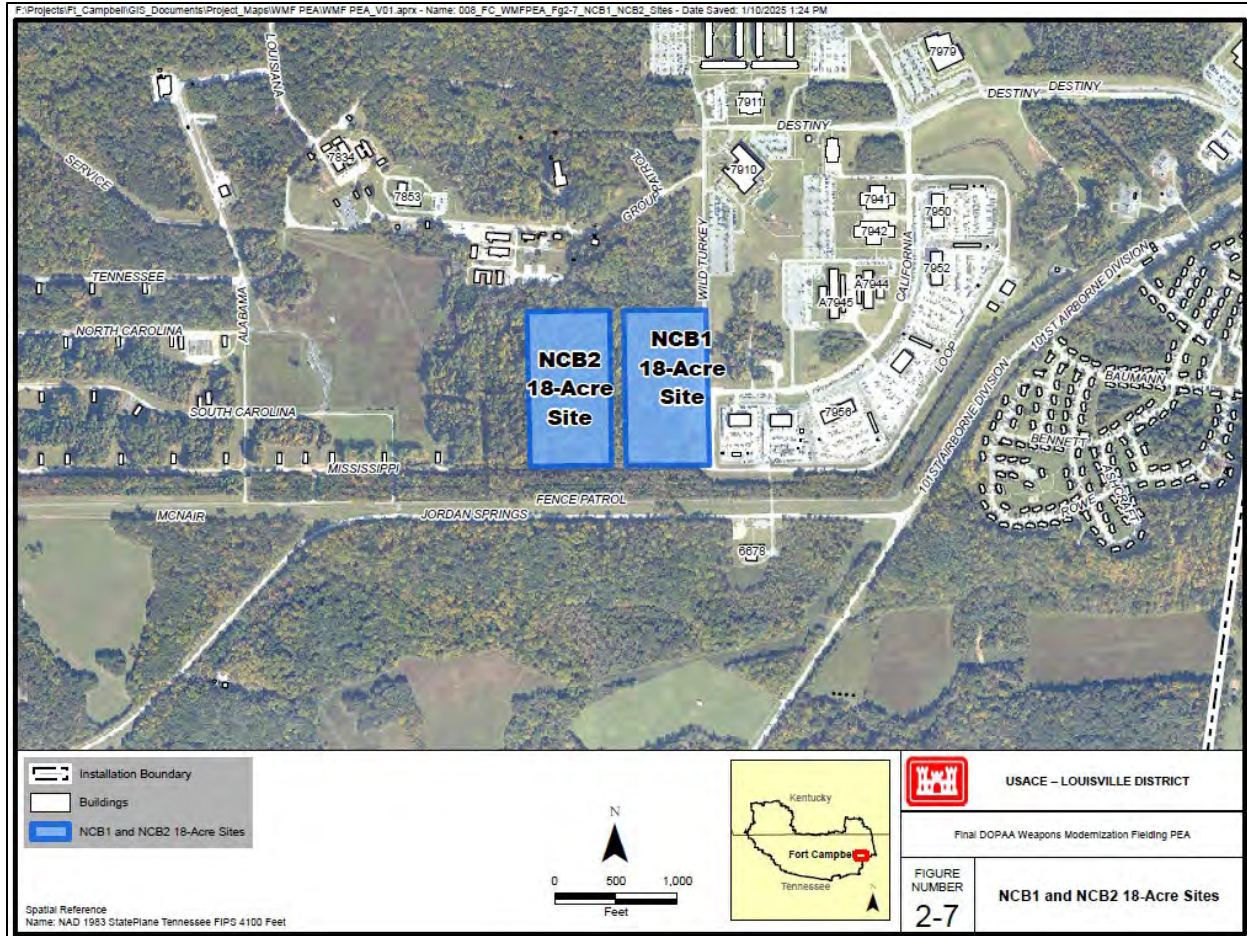 F:\Projects\Ft_Campbell\GIS_Documents\Project_Maps\WMF PEA\WMF PEA_V01.aprx - Name: 008_FC_WMFPEA_Fg2-7_NCB1_NCB2_Sites - Date Saved: 1/10/2025 1:24 PM
LOUISIANA
7979
7911
DESTINY
DESTINY
DESTINY
SERVICE
7834
7853
GROUP PATROL
7910
7941
7950
7942
WILD TURKEY
CALIFORNIA
7952
A7944
A7945
TENNESSEE
ALABAMA
NORTH CAROLINA
101ST AIRBORNE DIVISION
LOOP
NCB2
18-Acre
Site
NCB1
18-Acre
Site
BAUMANN
SOUTH CAROLINA
7956
BENNETT
ASHCRAFT
ROWE
101ST AIRBORNE DIVISION
MISSISSIPPI
FENCE PATROL
MCNAIR
JORDAN SPRINGS
6678
Installation Boundary
Buildings
NCB1 and NCB2 18-Acre Sites
Spatial Reference
Name: NAD 1983 StatePlane Tennessee FIPS 4100 Feet
N
0 500 1,000
Feet
Kentucky
Fort Campbell
Tennessee
N
USACE – LOUISVILLE DISTRICT
Final DOPAA Weapons Modernization Fielding PEA
FIGURE
NUMBER
2-7
NCB1 and NCB2 18-Acre Sites